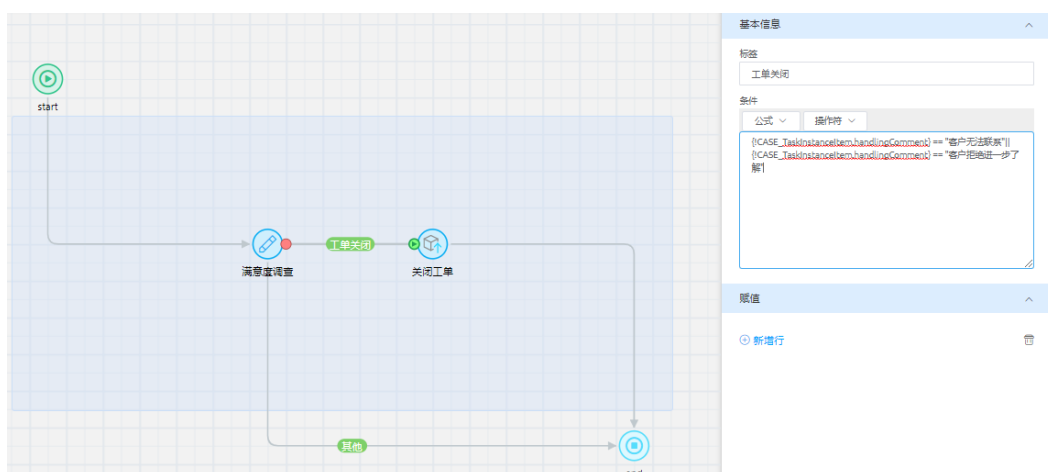 start
满意度调查
工单关闭
关闭工单
其他
基本信息
标签
工单关闭
条件
公式
操作符
{!CASE_TaskInstanceItem.handlingComment} == "客户无法联系"||
{!CASE_TaskInstanceItem.handlingComment} == "客户拒绝进一步了
解"
赋值
新增行